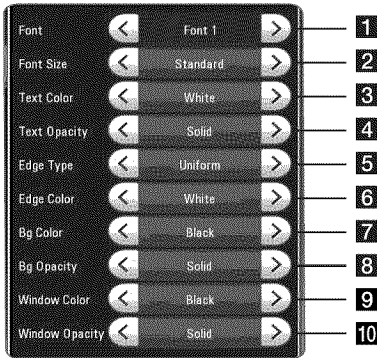 Font < Font 1 > 1
Font Size < Standard > 2
Text Color < White > 3
Text Opacity < Solid > 4
Edge Type < Uniform > 5
Edge Color < White > 6
Bg Color < Black > 7
Bg Opacity < Solid > 8
Window Color < Black > 9
Window Opacity < Solid > 10